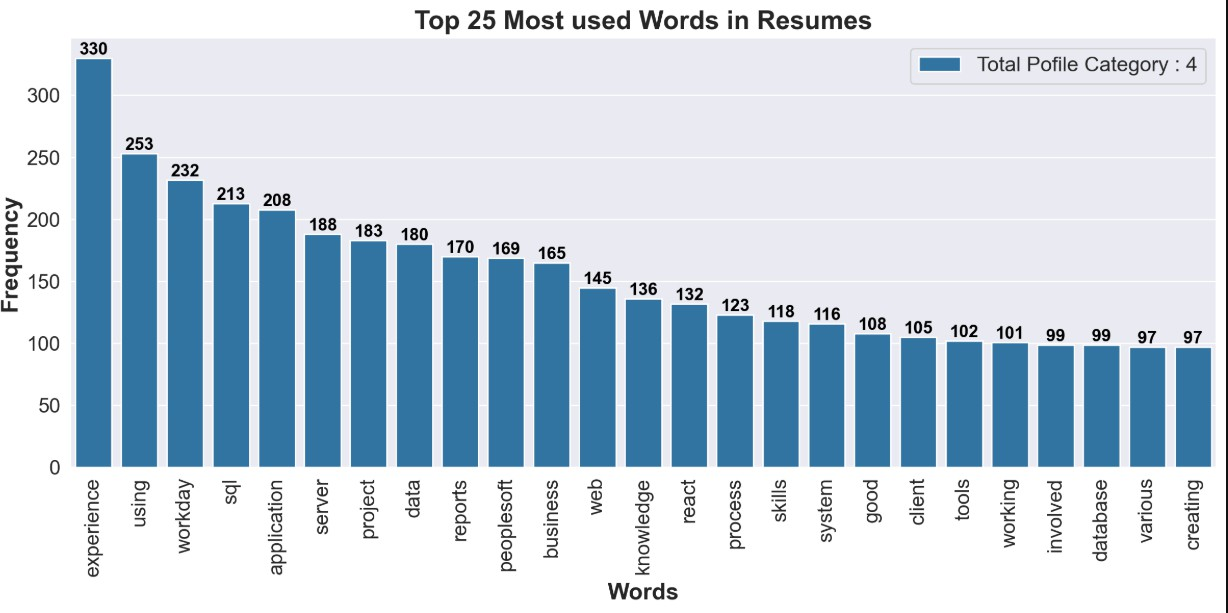 Top 25 Most used Words in Resumes
Total Pofile Category : 4
Frequency
300
250
200
150
100
50
0
330
253
232
213
208
188
183
180
170
169
165
145
136
132
123
118
116
108
105
102
101
99
99
97
97
experience
using
workday
sql
application
server
project
data
reports
peoplesoft
business
web
knowledge
react
process
skills
system
good
client
tools
working
involved
database
various
creating
Words